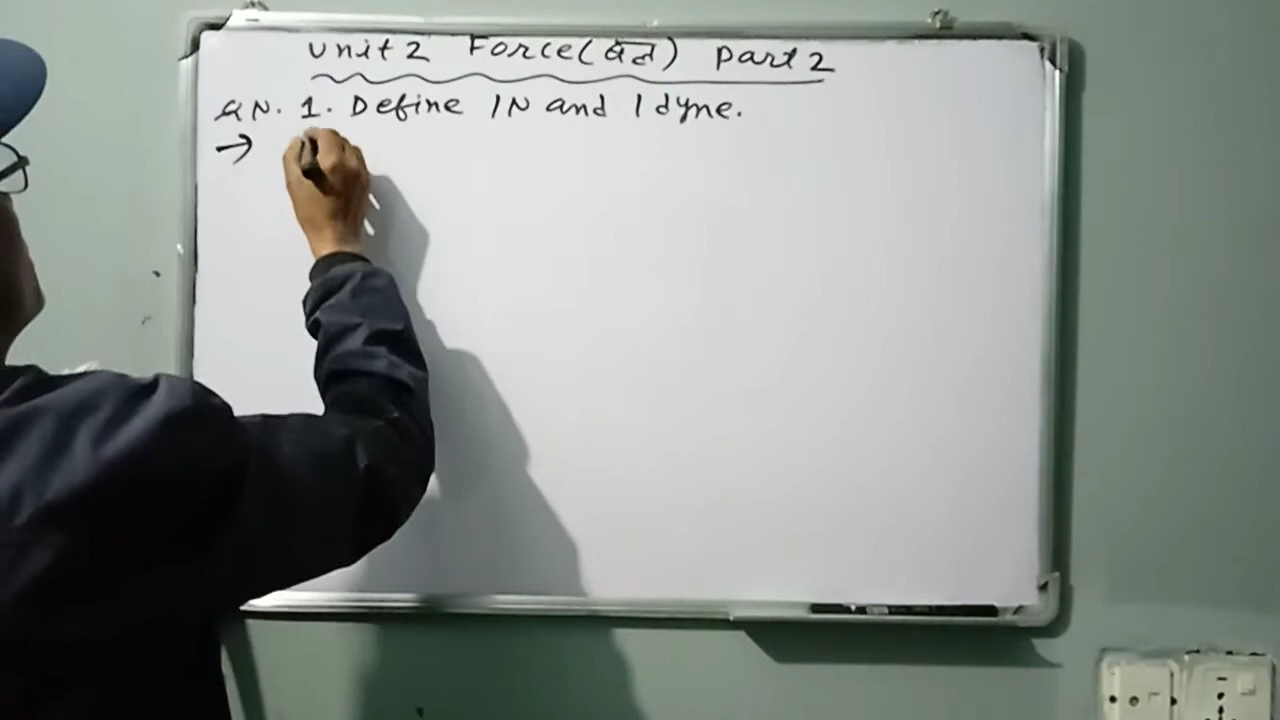 Unit 2 Force (बल) Part 2
Q N. 1. Define 1N and 1 dyne.
→